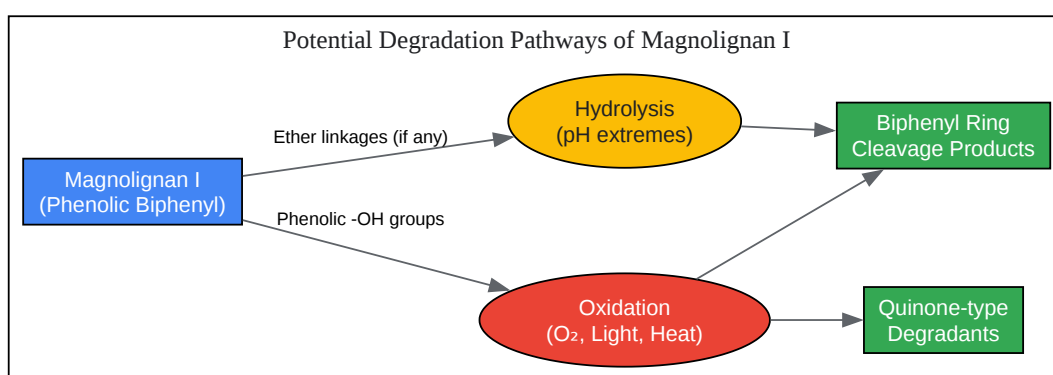 Potential Degradation Pathways of Magnolignan I
Hydrolysis
(pH extremes)
Biphenyl Ring
Cleavage Products
Ether linkages (if any)
Magnolignan I
(Phenolic Biphenyl)
Phenolic -OH groups
Oxidation
(O₂, Light, Heat)
Quinone-type
Degradants